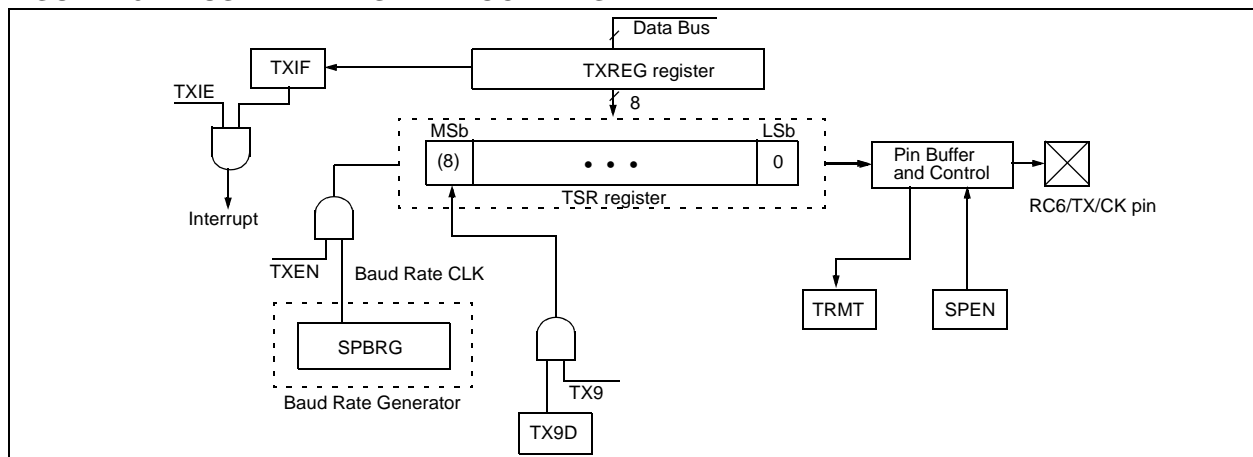 Data Bus
TXIF
TXREG register
TXIE
8
MSb
LSb
(8)
• • •
0
Pin Buffer
and Control
TSR register
Interrupt
RC6/TX/CK pin
TXEN
Baud Rate CLK
TRMT
SPEN
SPBRG
TX9
Baud Rate Generator
TX9D